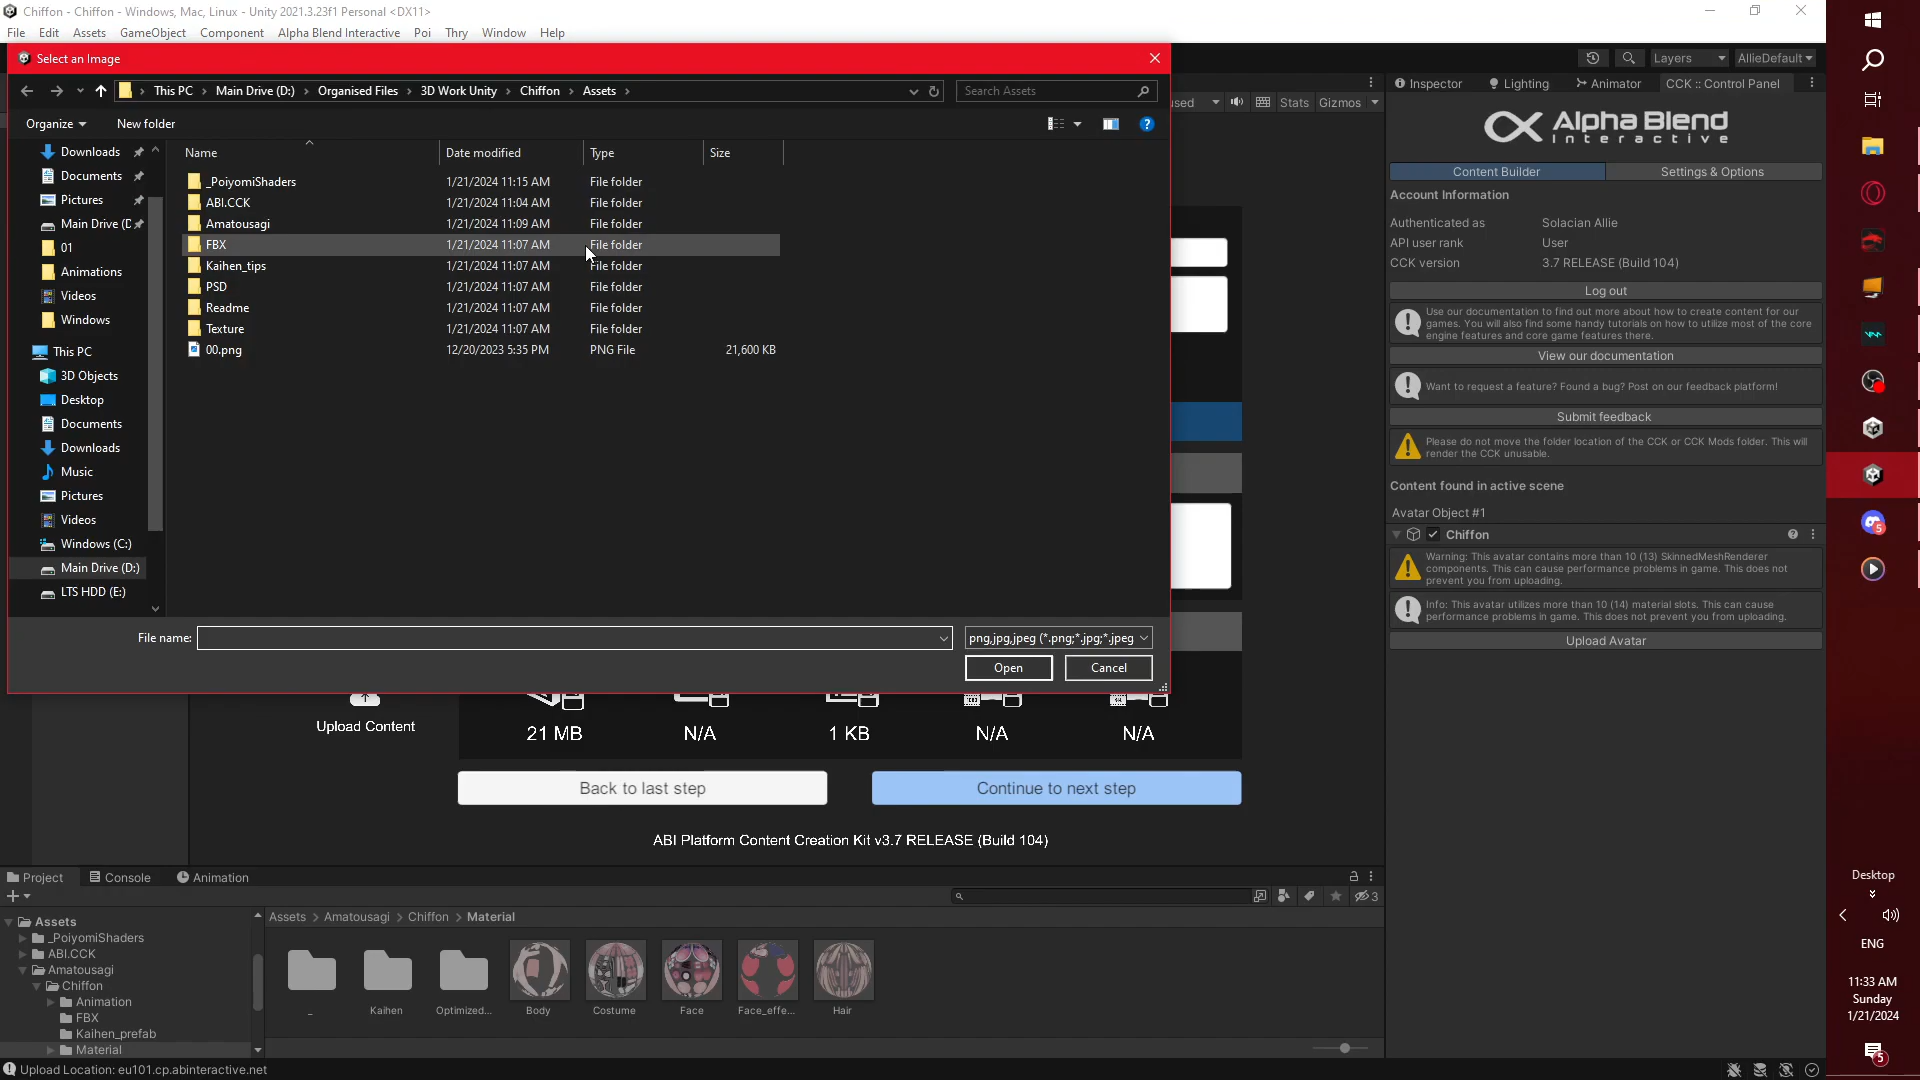 Chiffon - Chiffon - Windows, Mac, Linux - Unity 2021.3.23f1 Personal <DX11>
File Edit Assets GameObject Component Alpha Blend Interactive Poi Thry Window Help
Select an Image
Layers AllieDefault
This PC > Main Drive (D:) > Organised Files > 3D Work Unity > Chiffon > Assets >
Search Assets
Organize New folder
Name Date modified Type Size
_PoiyomiShaders 1/21/2024 11:15 AM File folder
ABI.CCK 1/21/2024 11:04 AM File folder
Amatousagi 1/21/2024 11:09 AM File folder
FBX 1/21/2024 11:07 AM File folder
Kaihen_tips 1/21/2024 11:07 AM File folder
PSD 1/21/2024 11:07 AM File folder
Readme 1/21/2024 11:07 AM File folder
Texture 1/21/2024 11:07 AM File folder
00.png 12/20/2023 5:35 PM PNG File 21,600 KB
Downloads
Documents
Pictures
Main Drive (D
01
Animations
Videos
Windows
This PC
3D Objects
Desktop
Documents
Downloads
Music
Pictures
Videos
Windows (C:)
Main Drive (D:)
LTS HDD (E:)
File name:
png,jpg,jpeg (*.png;*.jpg;*.jpeg
Open Cancel
Stats Gizmos
Upload Content
21 MB N/A 1 KB N/A N/A
Back to last step Continue to next step
ABI Platform Content Creation Kit v3.7 RELEASE (Build 104)
Inspector Lighting Animator CCK :: Control Panel
Alpha Blend
Interactive
Content Builder Settings & Options
Account Information
Authenticated as Solacian Allie
API user rank User
CCK version 3.7 RELEASE (Build 104)
Log out
Use our documentation to find out more about how to create content for our
games. You will also find some handy tutorials on how to utilize most of the core
engine features and core game features there.
View our documentation
Want to request a feature? Found a bug? Post on our feedback platform!
Submit feedback
Please do not move the folder location of the CCK or CCK Mods folder. This will
render the CCK unusable.
Content found in active scene
Avatar Object #1
Chiffon
Warning: This avatar contains more than 10 (13) SkinnedMeshRenderer
components. This can cause performance problems in game. This does not
prevent you from uploading.
Info: This avatar utilizes more than 10 (14) material slots. This can cause
performance problems in game. This does not prevent you from uploading.
Upload Avatar
Project Console Animation
3
Assets
_PoiyomiShaders
ABI.CCK
Amatousagi
Chiffon
Animation
FBX
Kaihen_prefab
Material
Assets > Amatousagi > Chiffon > Material
_ Kaihen Optimized... Body Costume Face Face_effe... Hair
Upload Location: eu101.cp.abinteractive.net
5
Desktop
ENG
11:33 AM
Sunday
1/21/2024
5